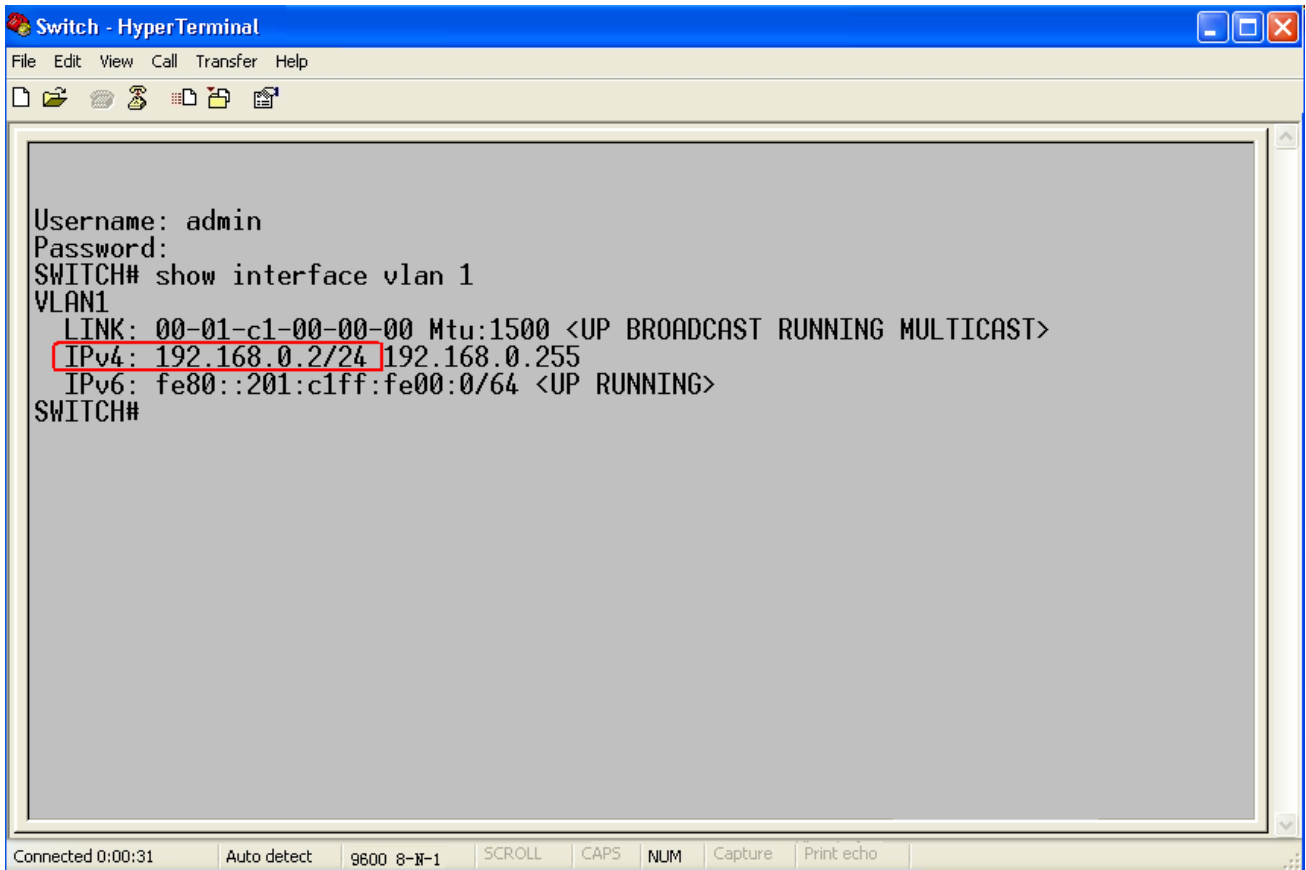 Switch - HyperTerminal
File Edit View Call Transfer Help
Username: admin
Password:
SWITCH# show interface vlan 1
VLAN1
LINK: 00-01-c1-00-00-00 Mtu:1500 <UP BROADCAST RUNNING MULTICAST>
IPv4: 192.168.0.2/24 192.168.0.255
IPv6: fe80::201:c1ff:fe00:0/64 <UP RUNNING>
SWITCH#
Connected 0:00:31 Auto detect 9600 8-N-1 SCROLL CAPS NUM Capture Print echo